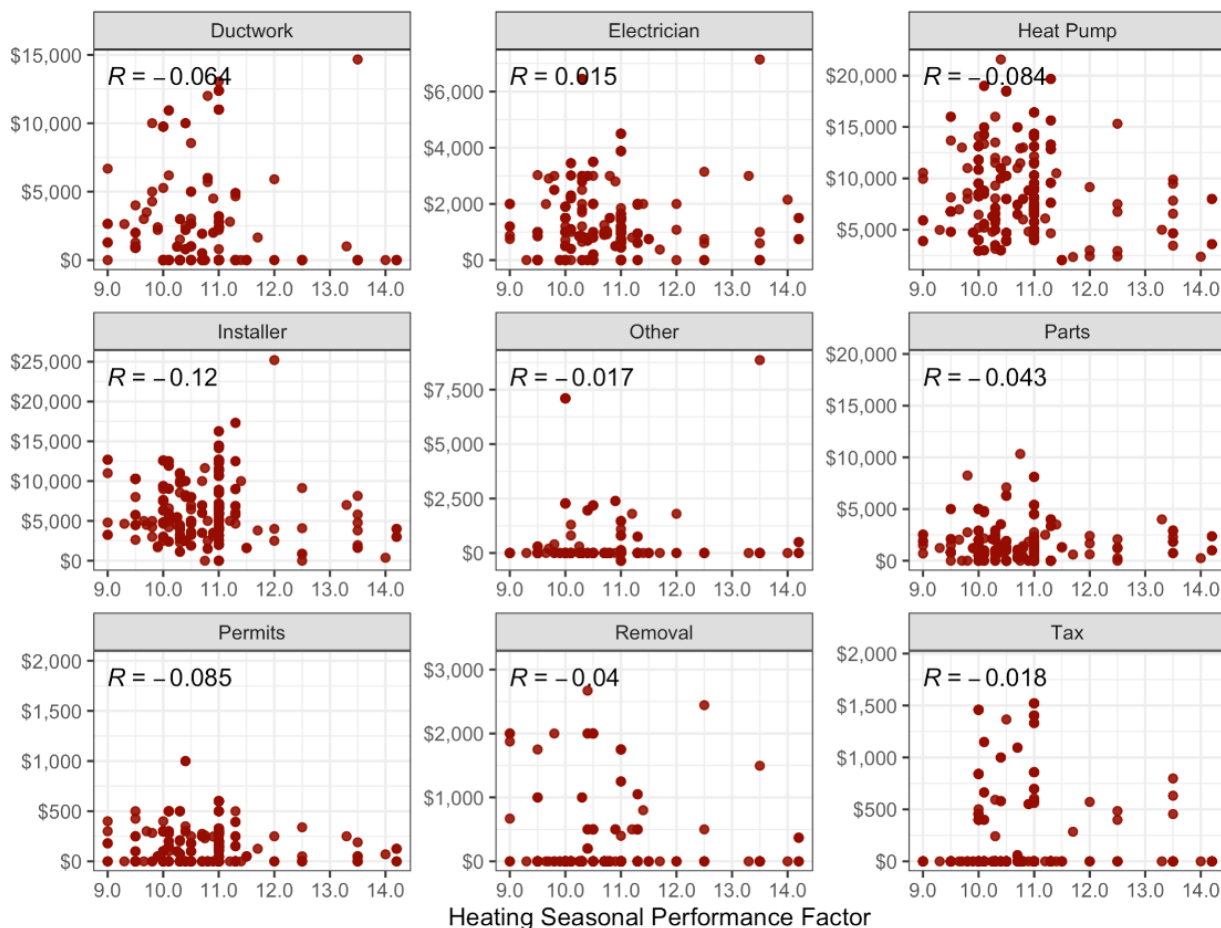 Ductwork
R = −0.064
$15,000
$10,000
$5,000
$0
9.0 10.0 11.0 12.0 13.0 14.0
Electrician
R = 0.015
$6,000
$4,000
$2,000
$0
9.0 10.0 11.0 12.0 13.0 14.0
Heat Pump
R = −0.084
$20,000
$15,000
$10,000
$5,000
9.0 10.0 11.0 12.0 13.0 14.0
Installer
R = −0.12
$25,000
$20,000
$15,000
$10,000
$5,000
$0
9.0 10.0 11.0 12.0 13.0 14.0
Other
R = −0.017
$7,500
$5,000
$2,500
$0
9.0 10.0 11.0 12.0 13.0 14.0
Parts
R = −0.043
$20,000
$15,000
$10,000
$5,000
$0
9.0 10.0 11.0 12.0 13.0 14.0
Permits
R = −0.085
$2,000
$1,500
$1,000
$500
$0
9.0 10.0 11.0 12.0 13.0 14.0
Removal
R = −0.04
$3,000
$2,000
$1,000
$0
9.0 10.0 11.0 12.0 13.0 14.0
Tax
R = −0.018
$2,000
$1,500
$1,000
$500
$0
9.0 10.0 11.0 12.0 13.0 14.0
Heating Seasonal Performance Factor